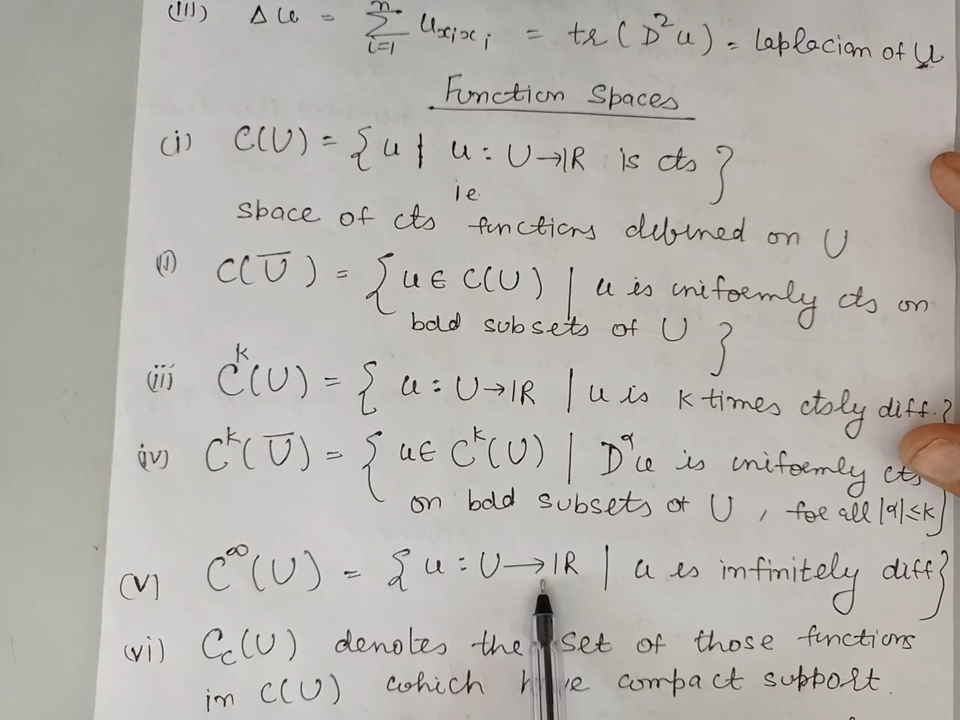 (iii) Δu = ∑_{i=1}^{n} u_{x_i x_i} = tr(D²u) = Laplacian of u
Function Spaces
(i) C(U) = { u | u : U→ℝ is cts }
ie
space of cts functions defined on U
(ii) C(Ū) = { u ∈ C(U) | u is uniformly cts on
bdd subsets of U }
(iii) C^k(U) = { u : U→ℝ | u is k times ctsly diff. }
(iv) C^k(Ū) = { u ∈ C^k(U) | D^α u is uniformly cts
on bdd subsets of U , for all |α| ≤ k }
(v) C^∞(U) = { u : U→ℝ | u is infinitely diff }
(vi) C_c(U) denotes the set of those functions
in C(U) which have compact support.